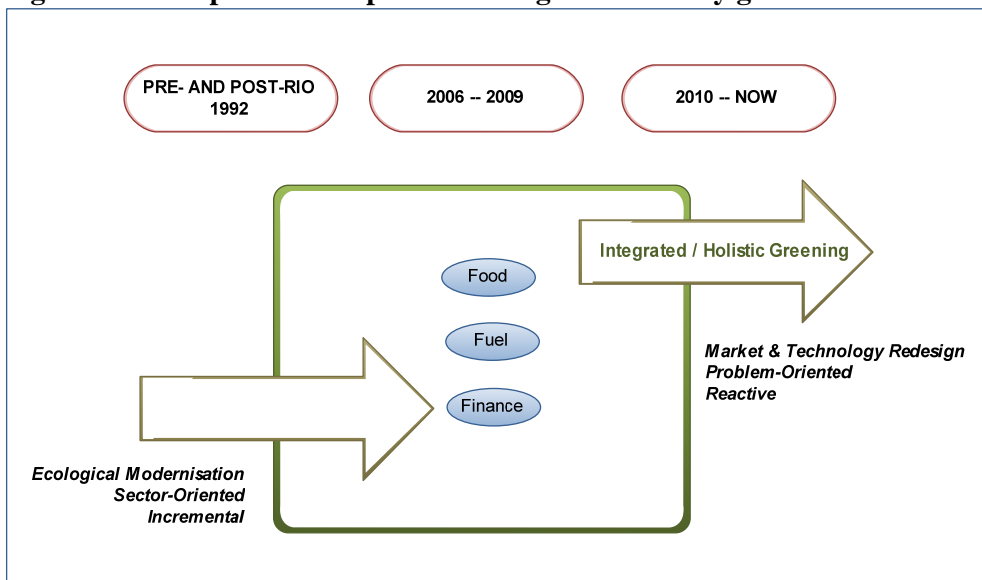 PRE- AND POST-RIO
1992
2006 -- 2009
2010 -- NOW
Integrated / Holistic Greening
Food
Fuel
Finance
Market & Technology Redesign
Problem-Oriented
Reactive
Ecological Modernisation
Sector-Oriented
Incremental